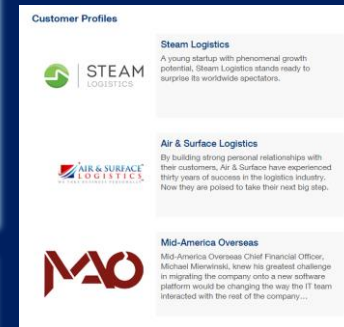 Customer Profiles
STEAM
LOGISTICS
Steam Logistics
A young startup with phenomenal growth
potential, Steam Logistics stands ready to
surprise its worldwide spectators.
AIR & SURFACE
LOGISTICS
Air & Surface Logistics
By building strong personal relationships with
their customers, Air & Surface have experienced
thirty years of success in the logistics industry.
Now they are poised to take their next big step.
MAO
Mid-America Overseas
Mid-America Overseas Chief Financial Officer,
Michael Mierwinski, knew his greatest challenge
in migrating the company onto a new software
platform would be changing the way the IT team
interacted with the rest of the company...